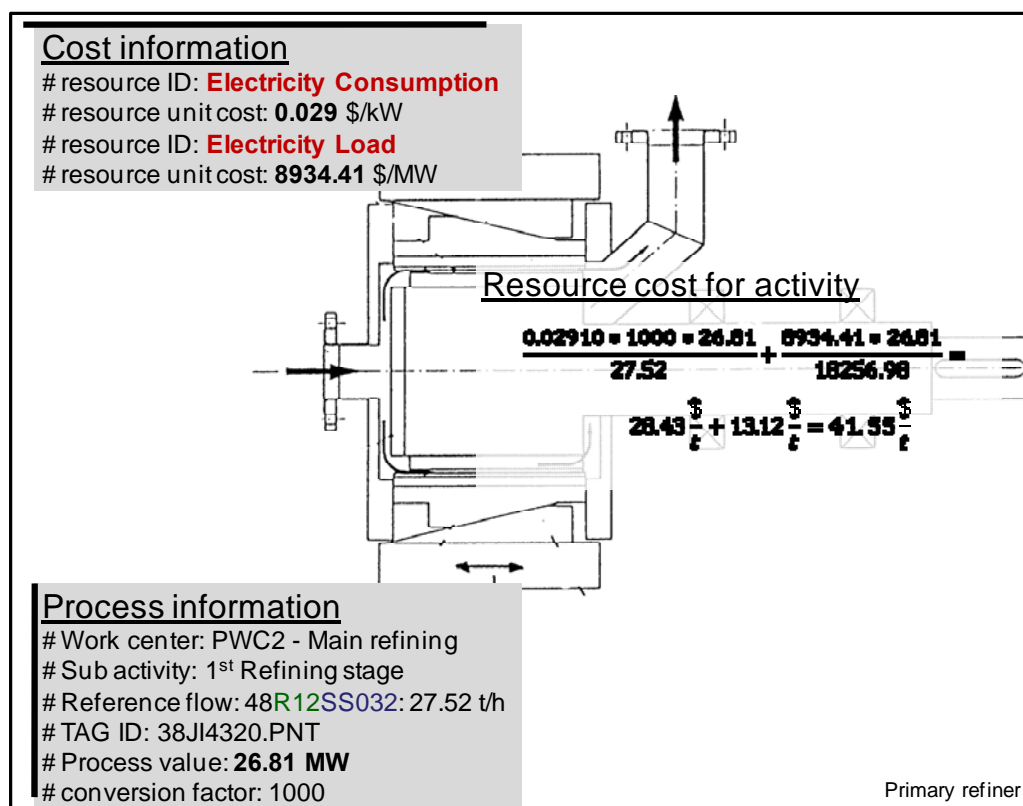 Cost information
# resource ID: Electricity Consumption
# resource unit cost: 0.029 $/kW
# resource ID: Electricity Load
# resource unit cost: 8934.41 $/MW
Resource cost for activity
0.02910 * 1000 * 26.81 / 27.52 + 8934.41 * 26.81 / 18256.98 =
28.43 $/t + 13.12 $/t = 41.55 $/t
Process information
# Work center: PWC2 - Main refining
# Sub activity: 1st Refining stage
# Reference flow: 48R12SS032: 27.52 t/h
# TAG ID: 38JI4320.PNT
# Process value: 26.81 MW
# conversion factor: 1000
Primary refiner